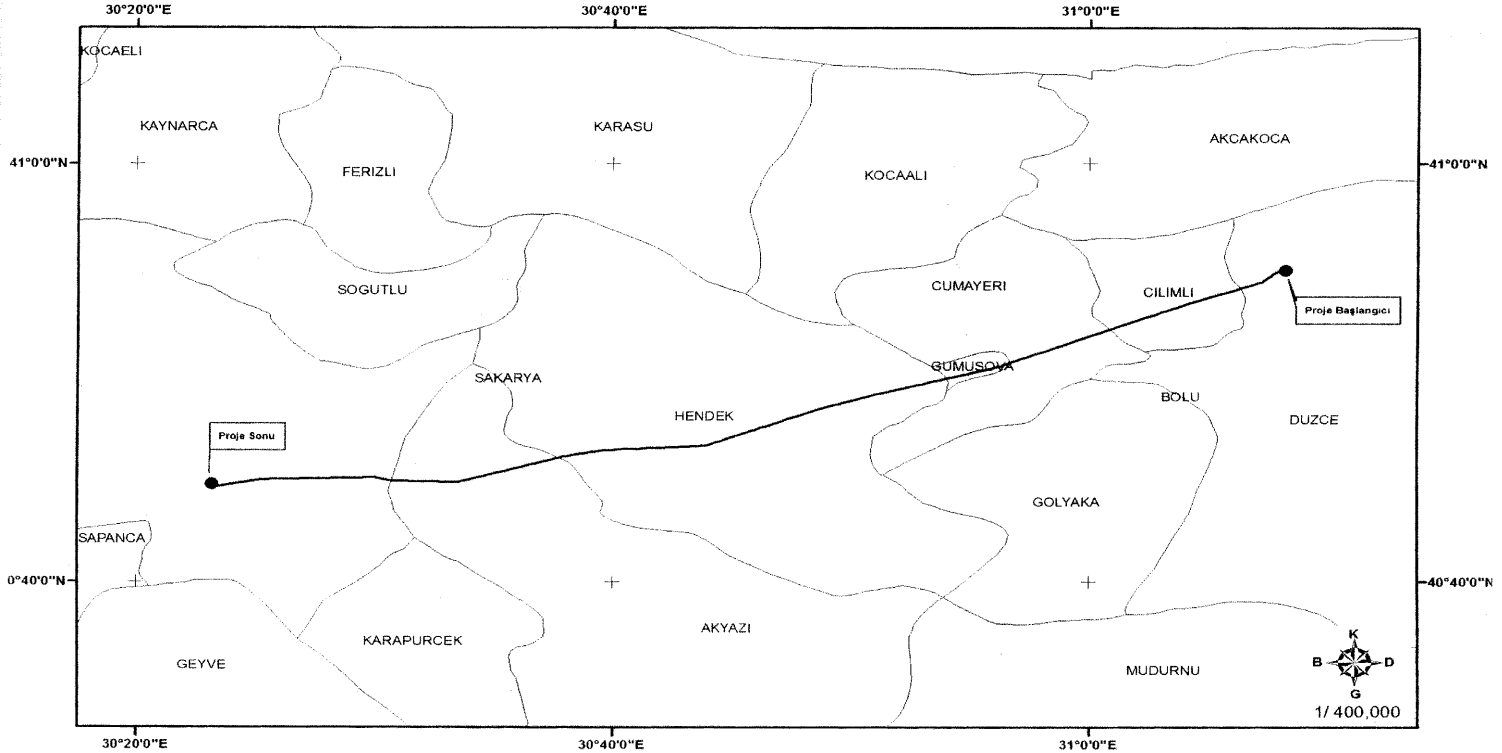 30°20'0"E
30°40'0"E
31°0'0"E
KOCAELI
KAYNARCA
KARASU
AKCAKOCA
41°0'0"N
41°0'0"N
FERIZLI
KOCAALI
SOGUTLU
CUMAYERI
CILIMLI
Proje Başlangıcı
GUMUSOVA
SAKARYA
BOLU
HENDEK
DUZCE
Proje Sonu
GOLYAKA
SAPANCA
0°40'0"N
40°40'0"N
AKYAZI
KARAPURCEK
GEYVE
MUDURNU
K
B
D
G
1/ 400,000
30°20'0"E
30°40'0"E
31°0'0"E